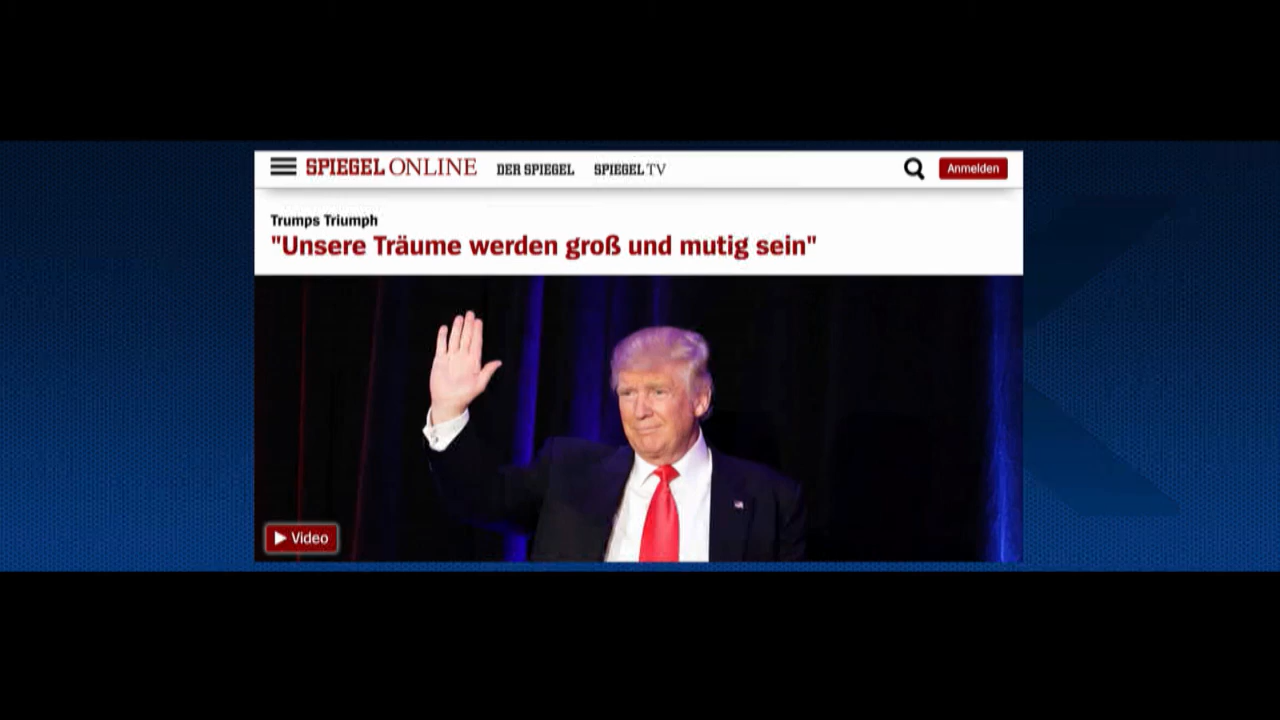 SPIEGEL ONLINE DER SPIEGEL SPIEGEL TV Anmelden
Trumps Triumph
"Unsere Träume werden groß und mutig sein"
Video